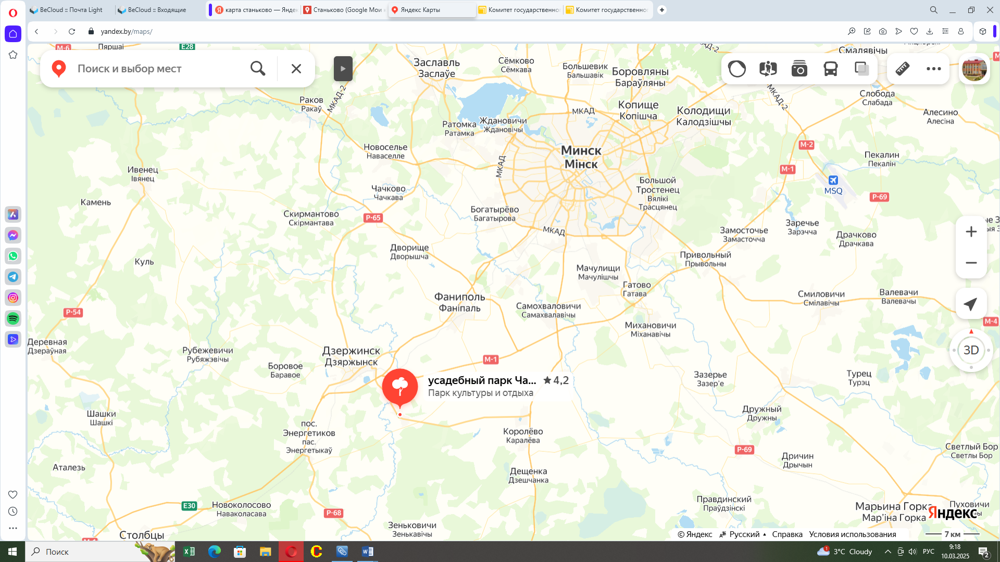 BeCloud :: Почта Light
BeCloud :: Входящие
карта станьково — Яндек
Станьково (Google Мои к
Яндекс Карты
Комитет государственног
Комитет государственног
yandex.by/maps/
М-6
Пяршаі
E28
МКАД-2
Смалявічы
Поиск и выбор мест
Заславль
Заслаўе
Сёмково
Сёмкава
Большевик
Бальшавік
Боровляны
Бараўляны
Раков
Ракаў
МКАД-2
МКАД
Копище
Копішча
Колодищи
Калодзішчы
МКАД-2
Слобода
Слабада
Алесино
Алесіна
Ратомка
Ратамка
Ждановичи
Ждановічы
Новоселье
Наваселле
М-2
Минск
Мінск
Пекалин
Пекалін
Ивенец
Івянец
МКАД
М-1
Большой
Тростенец
Вялікі
Трасцянец
MSQ
Р-69
Чачково
Чачкава
Камень
Скирмантово
Скірмантава
Р-65
Богатырёво
Багатырова
МКАД
Замосточье
Замасточча
Заречье
Зарэчча
Драчково
Драчкава
Дворище
Дворышча
Куль
Привольный
Прывольны
Мачулищи
Мачулішчы
Гатово
Гатава
Фаниполь
Фаніпаль
Самохваловичи
Самахвалавічы
Смиловичи
Смілавічы
Валевачи
Валевачы
Р-54
М-4
Михановичи
Міханавічы
Деревная
Дзераўная
Рубежевичи
Рубяжэвічы
Дзержинск
Дзяржынск
3D
М-1
Боровое
Баравое
усадебный парк Ча... 4,2
Парк культуры и отдыха
Зазерье
Зазер'е
Турец
Турэц
Шашки
Шашкі
Дружный
Дружны
пос.
Энергетиков
пас.
Энергетыкаў
Королёво
Каралёва
Р-69
Светлый Бор
Светлы Бор
Дричин
Дрычын
Аталезь
Дещенка
Дзешчанка
E30
Новоколосово
Наваколасава
Р-68
Правдинский
Праўдзінскі
Марьина Горка
Мар'іна Горка
Пуховичи
Яндекс
Зеньковичи
Зенькавічы
Столбцы
© Яндекс
Русский
Справка
Условия использования
7 км
Поиск
3°C Cloudy
РУС
9:18
10.03.2025
2